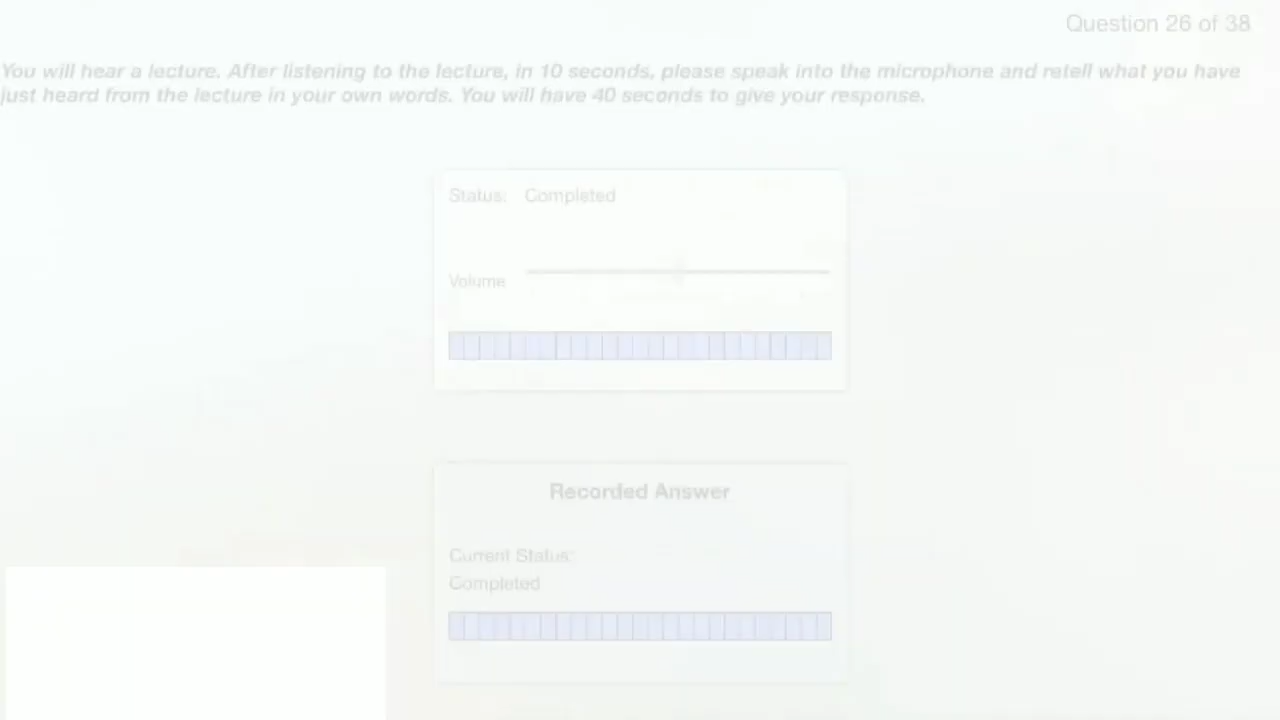 Question 26 of 38
You will hear a lecture. After listening to the lecture, in 10 seconds, please speak into the microphone and retell what you have
just heard from the lecture in your own words. You will have 40 seconds to give your response.
Status: Completed
Volume
Recorded Answer
Current Status:
Completed